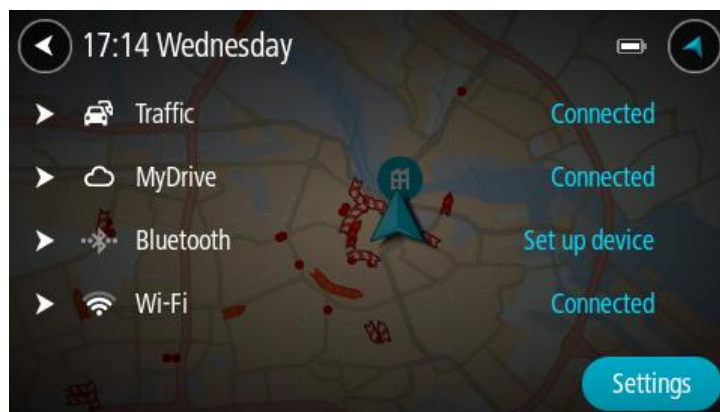 17:14 Wednesday
Traffic Connected
MyDrive Connected
Bluetooth Set up device
Wi-Fi Connected
Settings